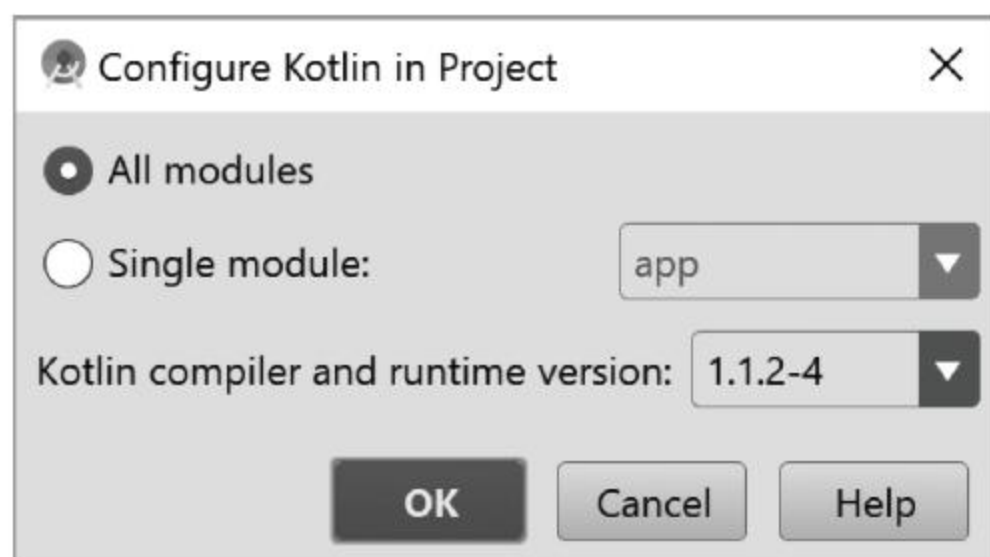 Configure Kotlin in Project
All modules
Single module: app
Kotlin compiler and runtime version: 1.1.2-4
OK Cancel Help